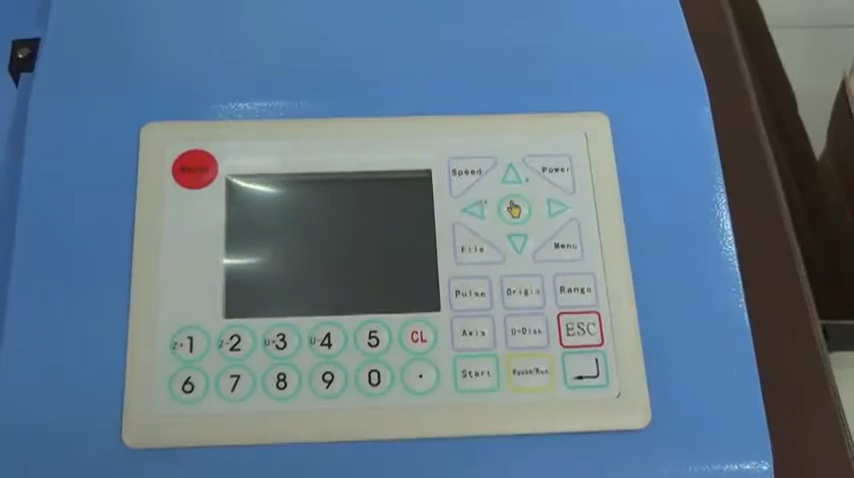 Speed
Power
File
Menu
Pulse
Origin
Range
Z+1
Z-2
U+3
U-4
5
CL
Axis
U-Disk
ESC
6
7
8
9
0
.
Start
Pause/Run